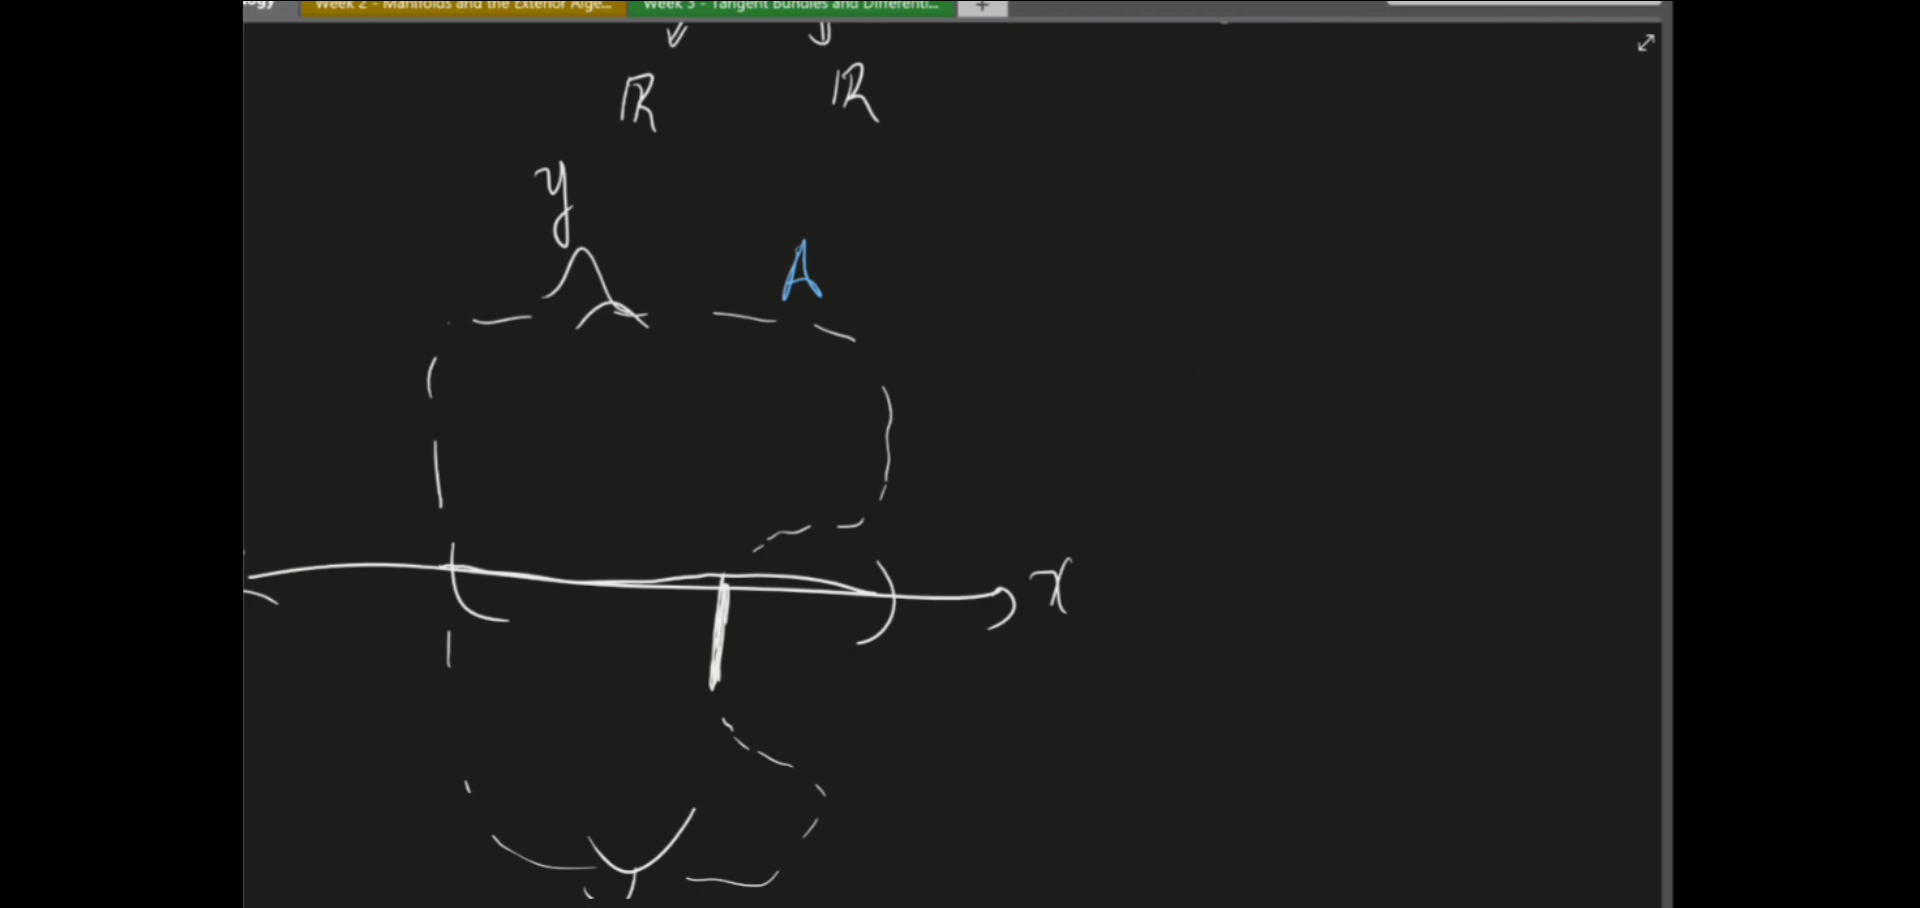 Week 2 - Manifolds and the Exterior Alge... Week 3 - Tangent Bundles and Differenti... +
ℝ ℝ
y
A
x